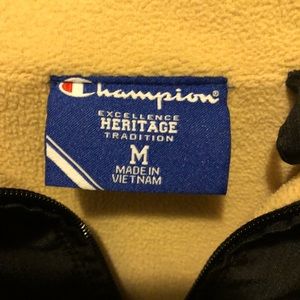 Champion
EXCELLENCE
HERITAGE
TRADITION
M
MADE IN
VIETNAM